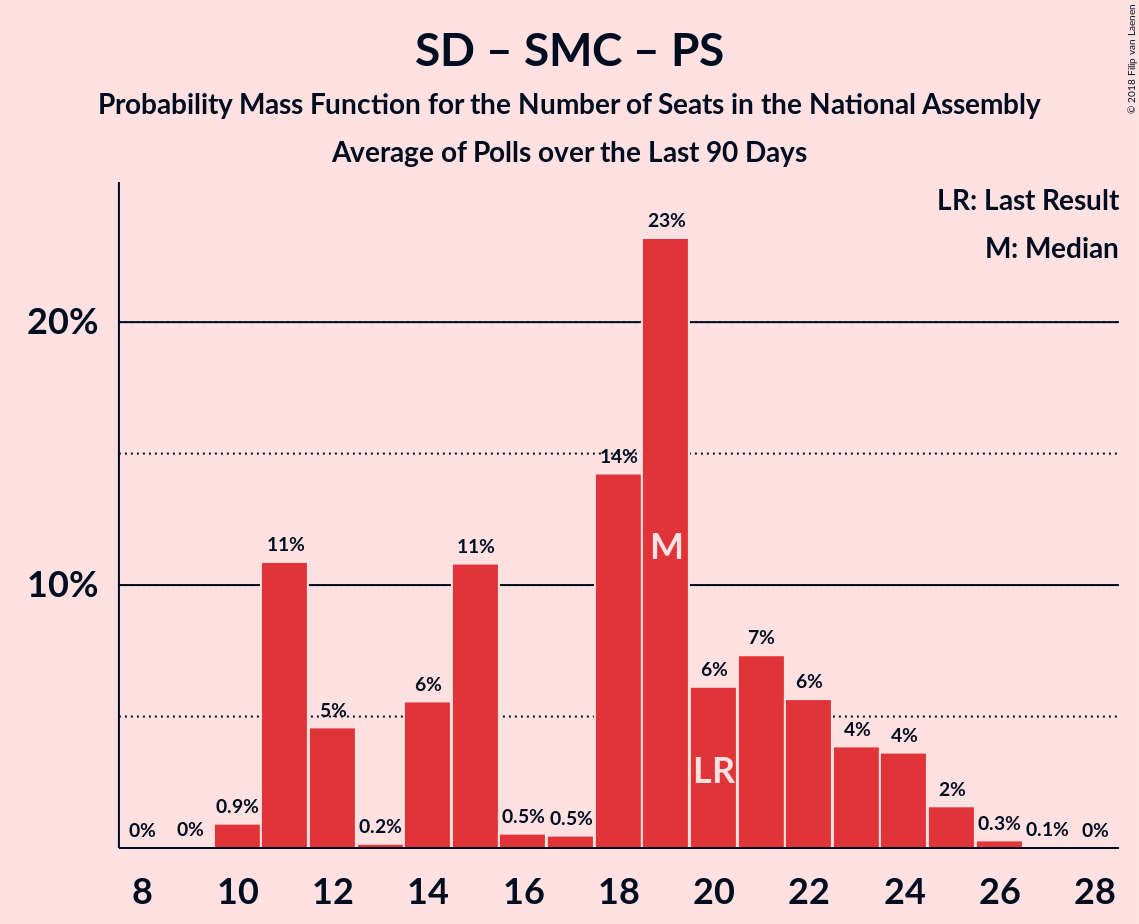 SD – SMC – PS
Probability Mass Function for the Number of Seats in the National Assembly
Average of Polls over the Last 90 Days
© 2018 Filip van Laenen
LR: Last Result
M: Median
20%
10%
0%
0%
0.9%
11%
5%
0.2%
6%
11%
0.5%
0.5%
14%
23%
M
6%
LR
7%
6%
4%
4%
2%
0.3%
0.1%
0%
8 10 12 14 16 18 20 22 24 26 28